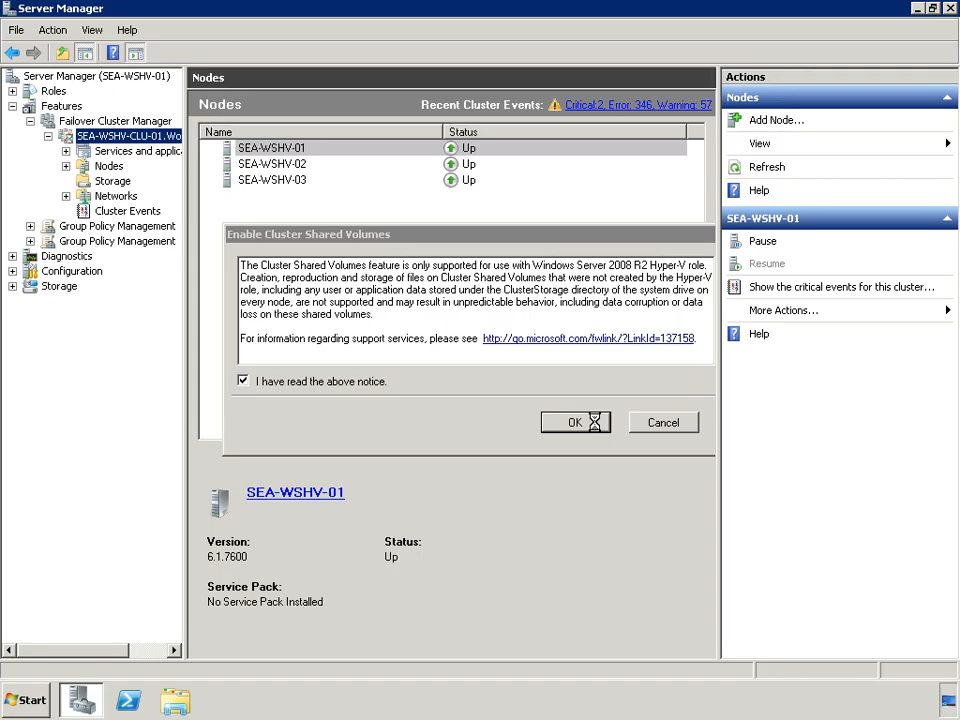 Server Manager
File Action View Help
Server Manager (SEA-WSHV-01)
Roles
Features
Failover Cluster Manager
SEA-WSHV-CLU-01.Wo
Services and applic
Nodes
Storage
Networks
Cluster Events
Group Policy Management
Group Policy Management
Diagnostics
Configuration
Storage
Nodes
Nodes
Recent Cluster Events: Critical:2, Error: 346, Warning: 57
Name Status
SEA-WSHV-01 Up
SEA-WSHV-02 Up
SEA-WSHV-03 Up
Enable Cluster Shared Volumes
The Cluster Shared Volumes feature is only supported for use with Windows Server 2008 R2 Hyper-V role.
Creation, reproduction and storage of files on Cluster Shared Volumes that were not created by the Hyper-V
role, including any user or application data stored under the ClusterStorage directory of the system drive on
every node, are not supported and may result in unpredictable behavior, including data corruption or data
loss on these shared volumes.
For information regarding support services, please see http://go.microsoft.com/fwlink/?LinkId=137158.
I have read the above notice.
OK Cancel
SEA-WSHV-01
Version: Status:
6.1.7600 Up
Service Pack:
No Service Pack Installed
Actions
Nodes
Add Node...
View
Refresh
Help
SEA-WSHV-01
Pause
Resume
Show the critical events for this cluster...
More Actions...
Help
Start